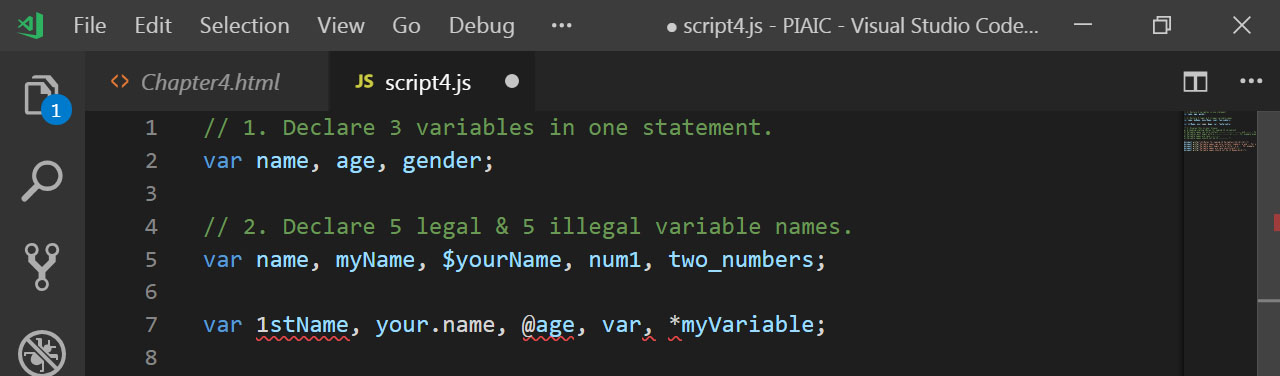 File Edit Selection View Go Debug ··· ● script4.js - PIAIC - Visual Studio Code...
<> Chapter4.html JS script4.js ● ···
1
1 // 1. Declare 3 variables in one statement.
2 var name, age, gender;
3
4 // 2. Declare 5 legal & 5 illegal variable names.
5 var name, myName, $yourName, num1, two_numbers;
6
7 var 1stName, your.name, @age, var, *myVariable;
8